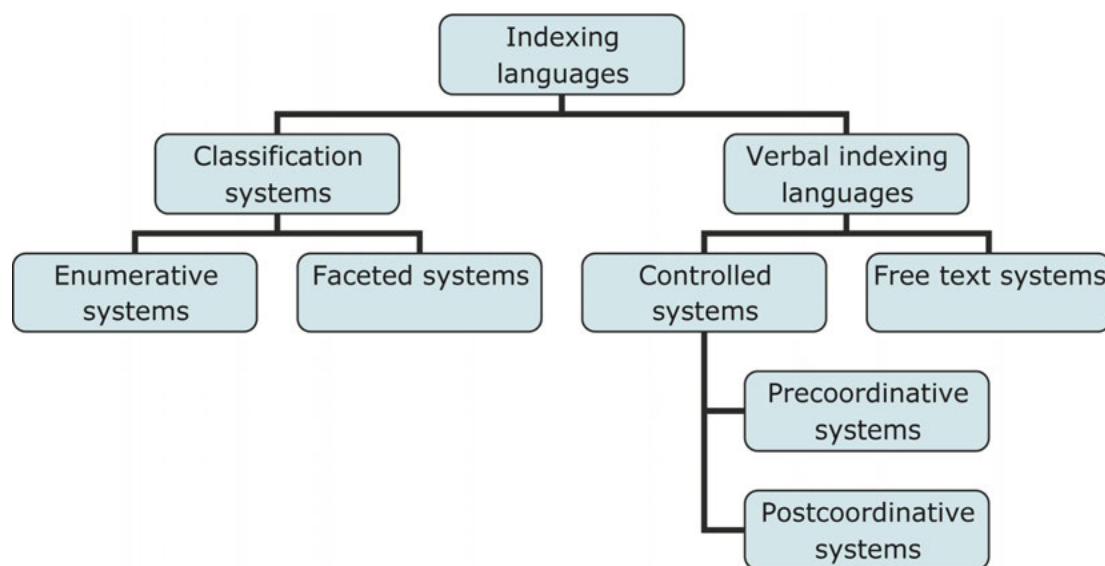 Indexing
languages
Classification
systems
Verbal indexing
languages
Enumerative
systems
Faceted systems
Controlled
systems
Free text systems
Precoordinative
systems
Postcoordinative
systems